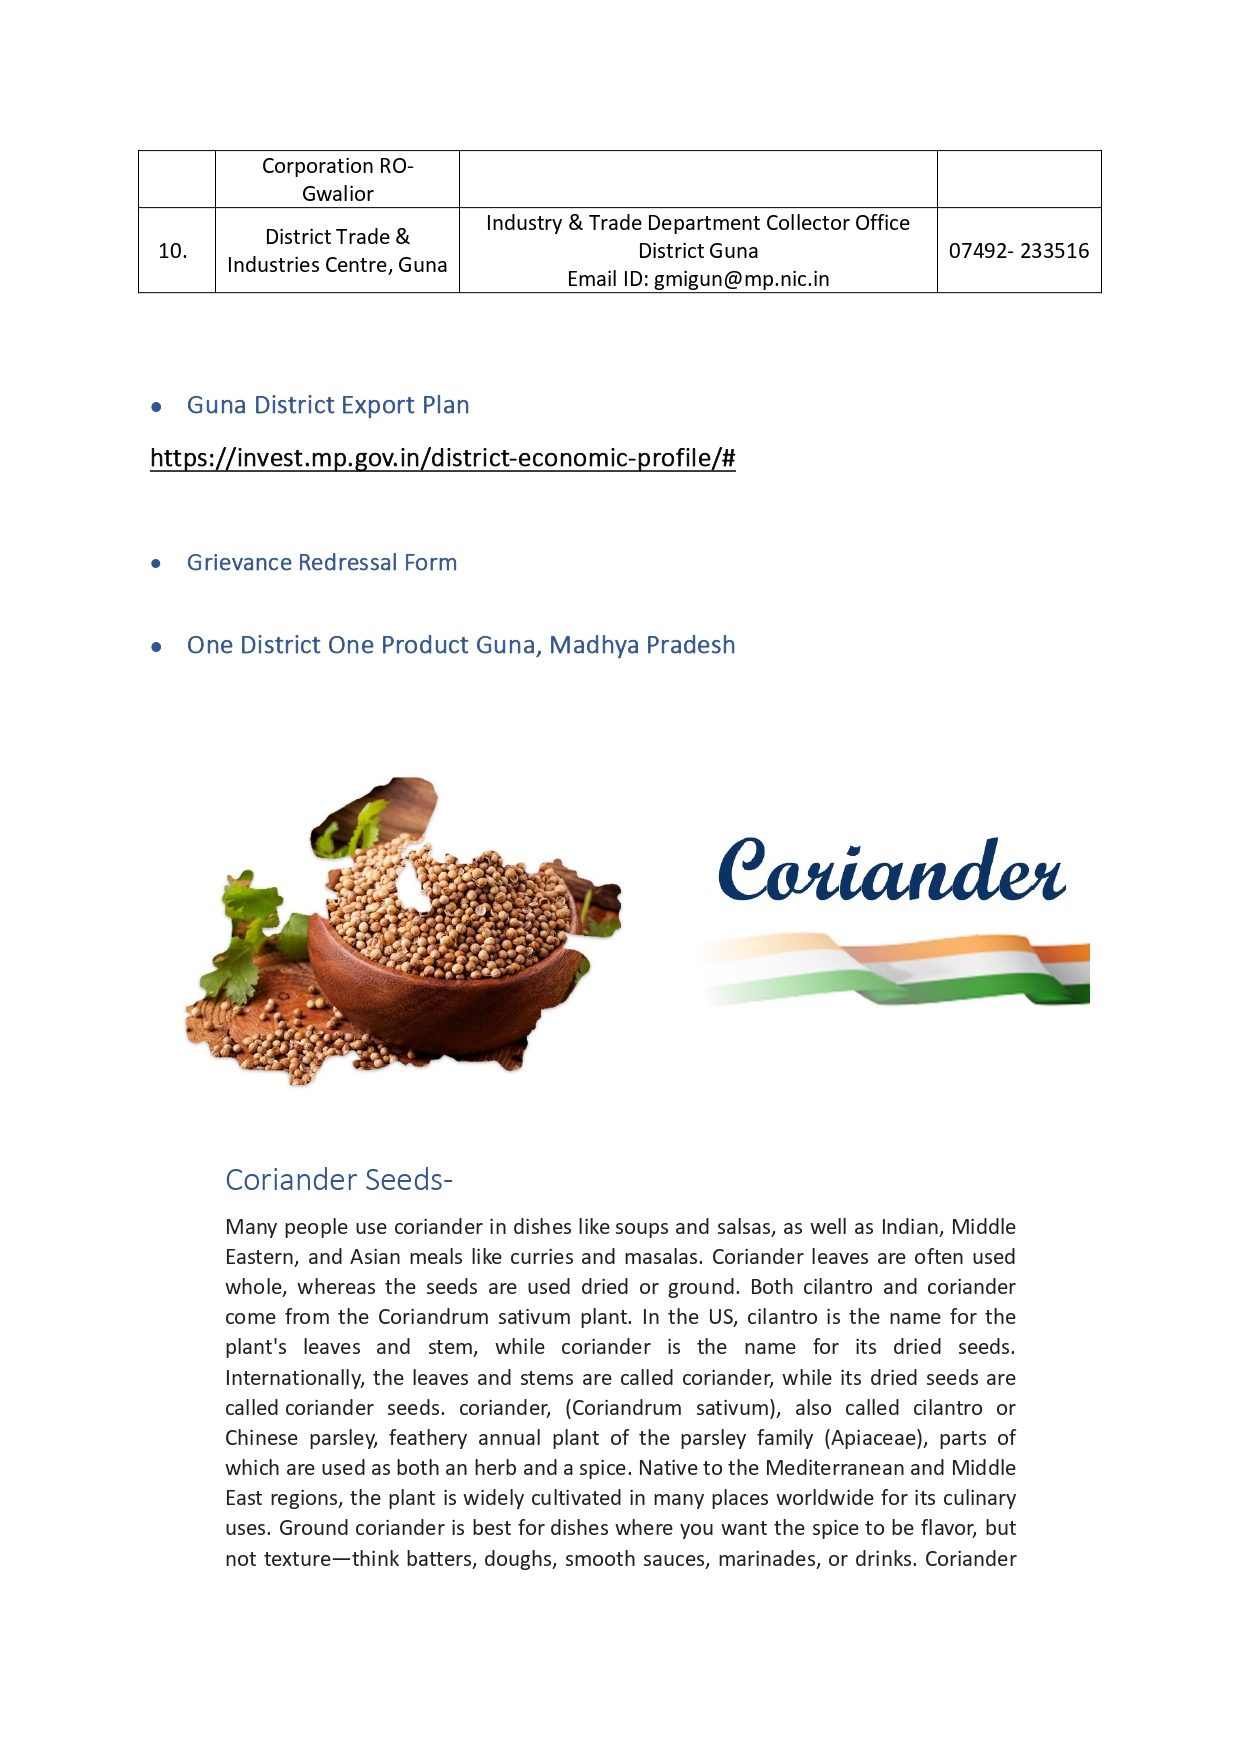 Corporation RO-
Gwalior
10.
District Trade &
Industries Centre, Guna
Industry & Trade Department Collector Office
District Guna
Email ID: gmigun@mp.nic.in
07492- 233516
• Guna District Export Plan
https://invest.mp.gov.in/district-economic-profile/#
• Grievance Redressal Form
• One District One Product Guna, Madhya Pradesh
Coriander
Coriander Seeds-
Many people use coriander in dishes like soups and salsas, as well as Indian, Middle
Eastern, and Asian meals like curries and masalas. Coriander leaves are often used
whole, whereas the seeds are used dried or ground. Both cilantro and coriander
come from the Coriandrum sativum plant. In the US, cilantro is the name for the
plant's leaves and stem, while coriander is the name for its dried seeds.
Internationally, the leaves and stems are called coriander, while its dried seeds are
called coriander seeds. coriander, (Coriandrum sativum), also called cilantro or
Chinese parsley, feathery annual plant of the parsley family (Apiaceae), parts of
which are used as both an herb and a spice. Native to the Mediterranean and Middle
East regions, the plant is widely cultivated in many places worldwide for its culinary
uses. Ground coriander is best for dishes where you want the spice to be flavor, but
not texture—think batters, doughs, smooth sauces, marinades, or drinks. Coriander